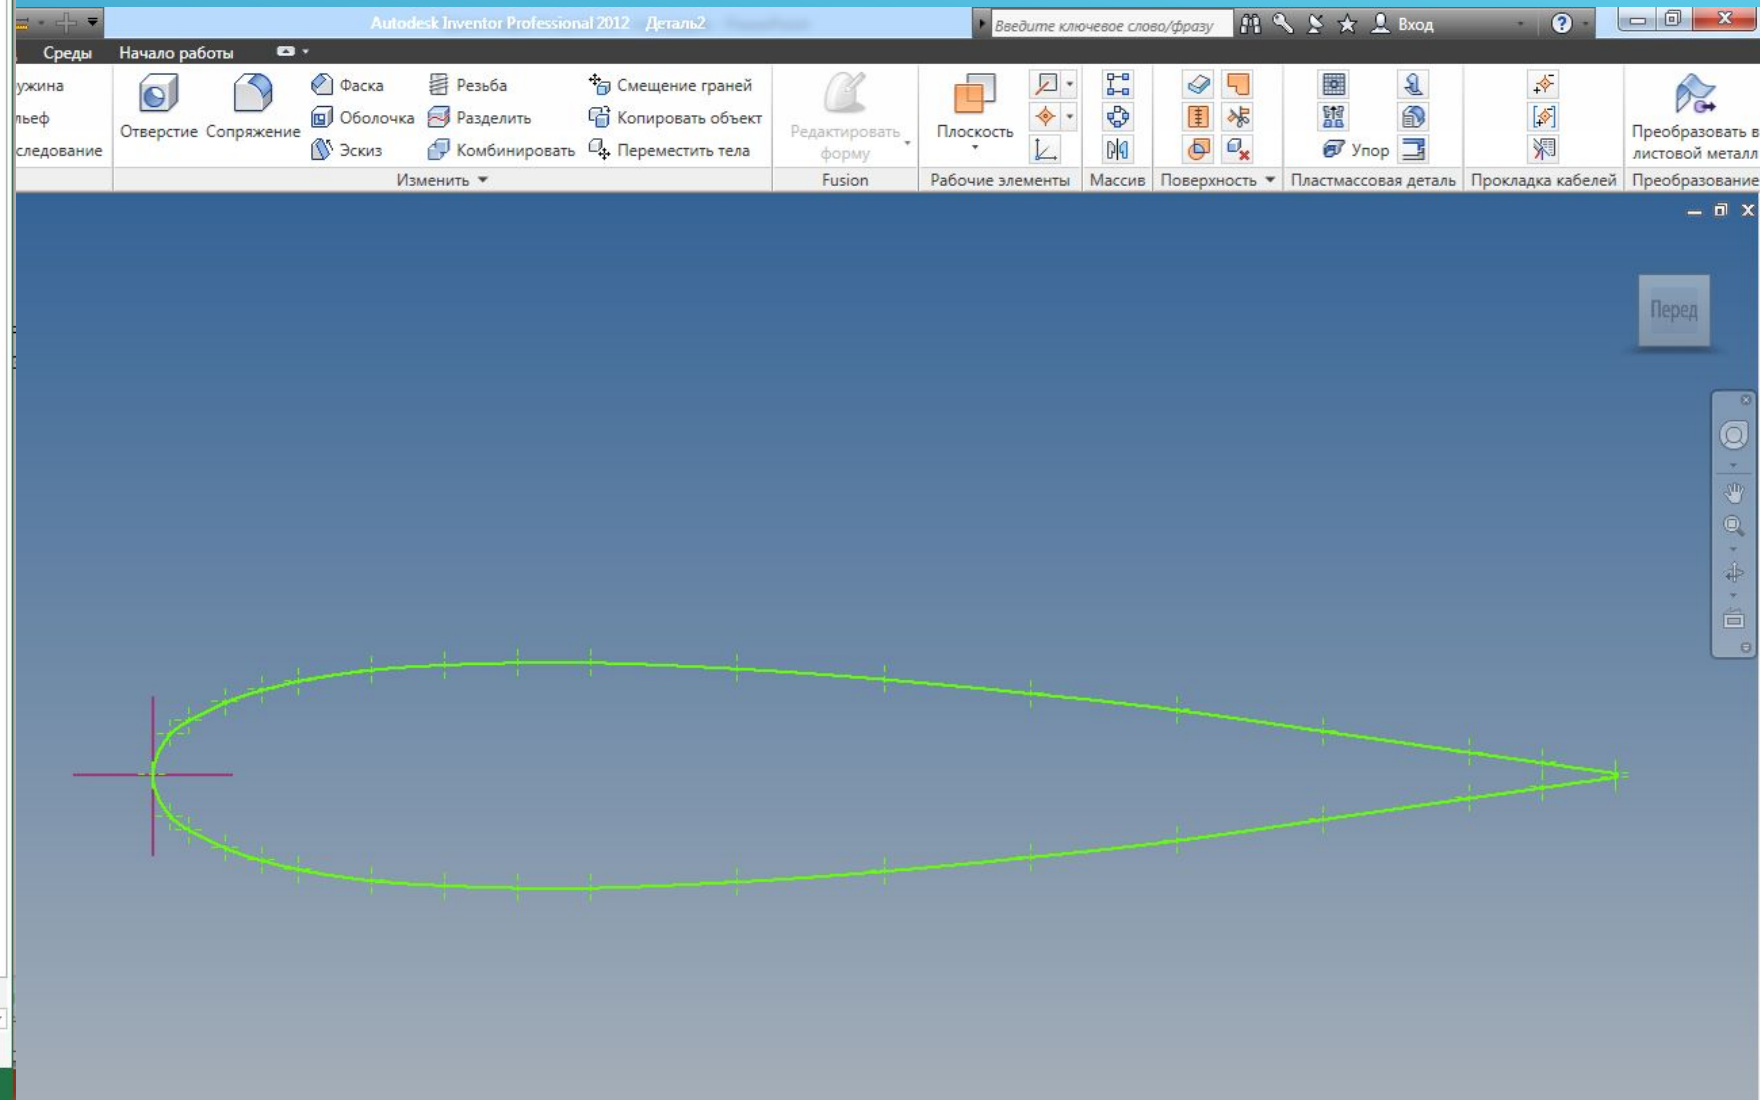 Autodesk Inventor Professional 2012 Деталь2
Введите ключевое слово/фразу
Вход
Среды Начало работы
ужина
льеф
следование
Отверстие Сопряжение
Фаска
Оболочка
Эскиз
Резьба
Разделить
Комбинировать
Смещение граней
Копировать объект
Переместить тела
Редактировать
форму
Плоскость
Упор
Преобразовать в
листовой металл
Изменить
Fusion
Рабочие элементы
Массив
Поверхность
Пластмассовая деталь
Прокладка кабелей
Преобразование
Перед